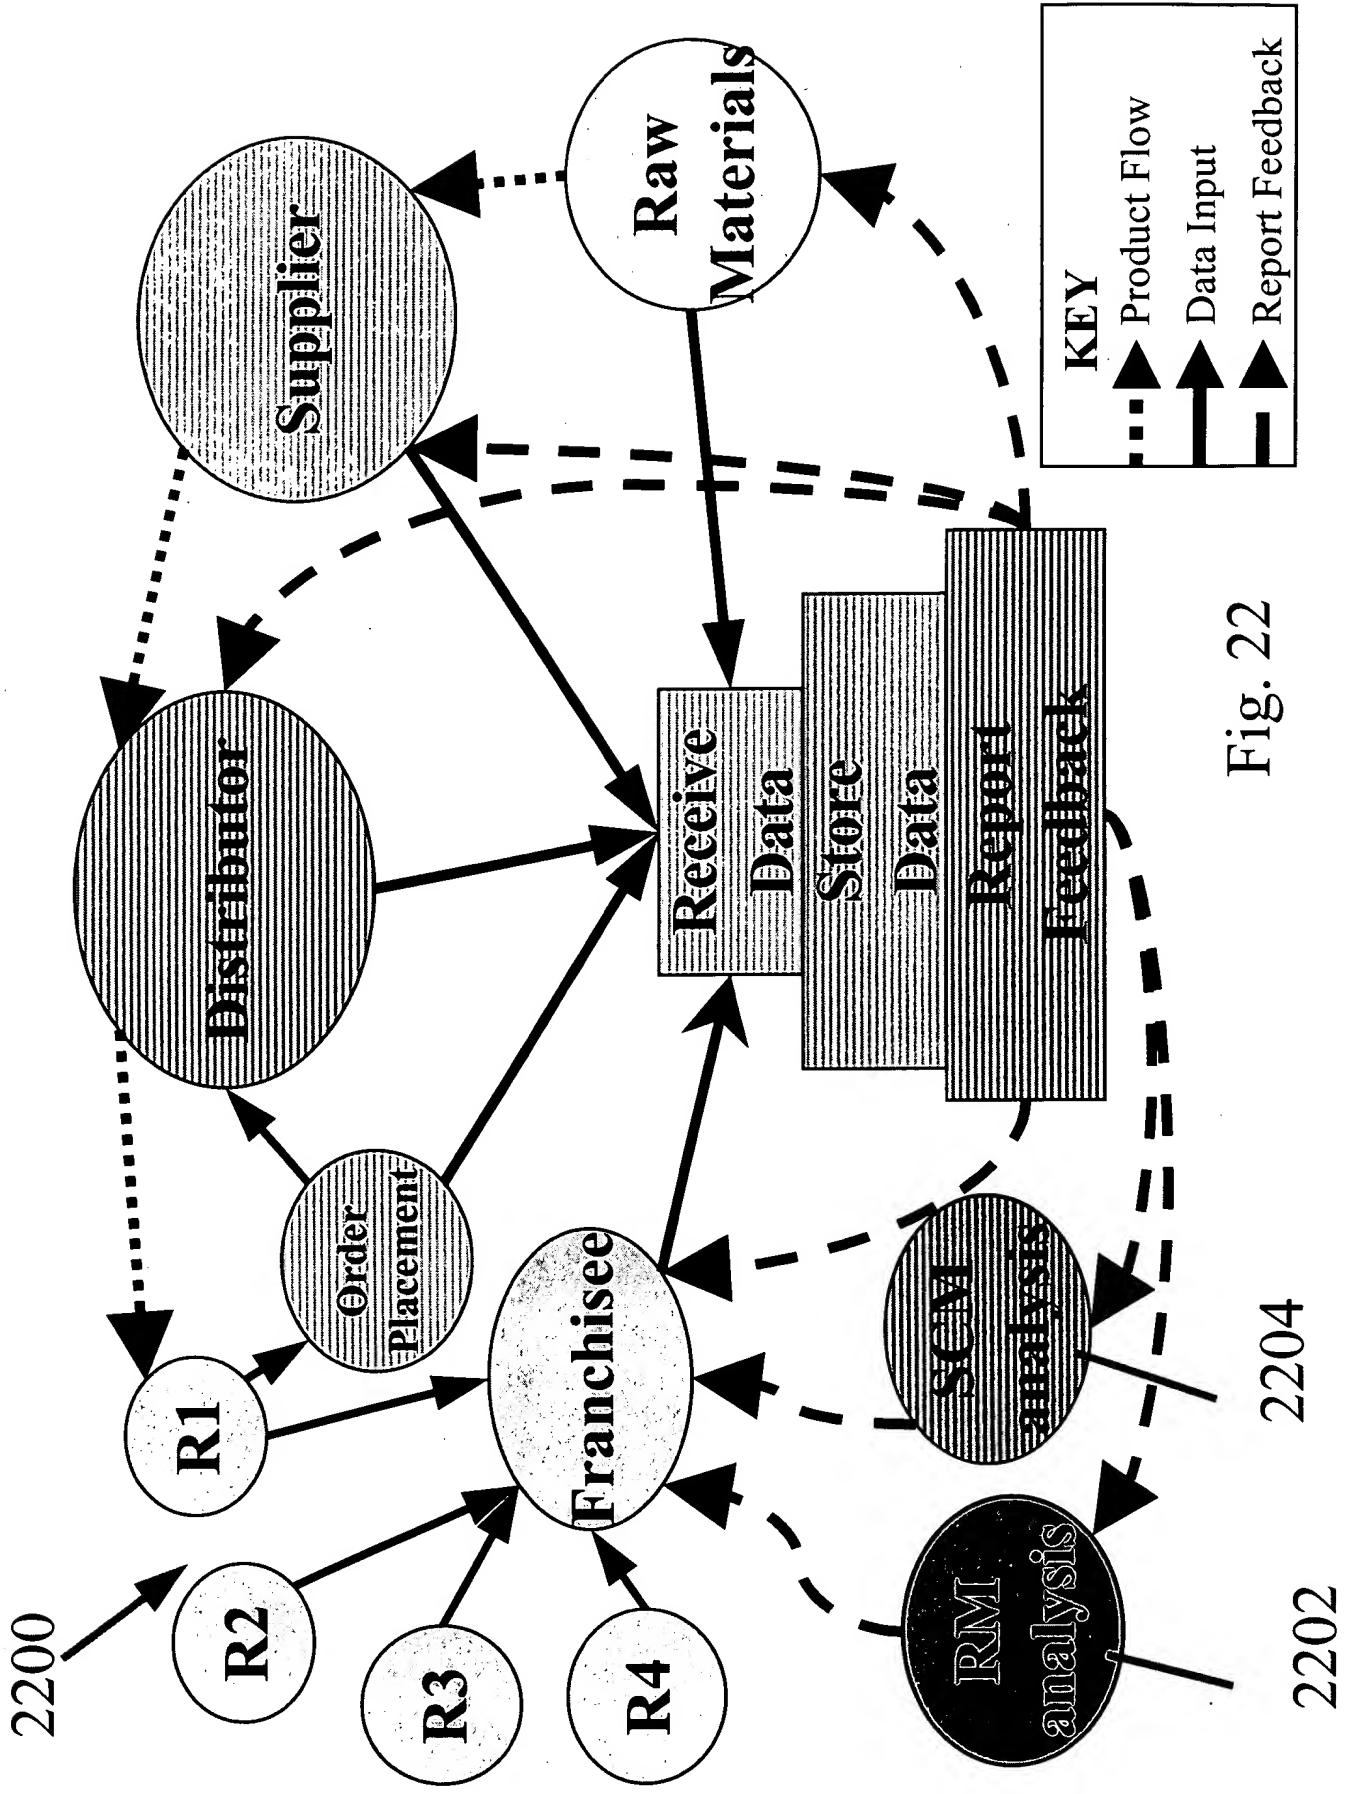 2200
R1
R2
R3
R4
Order
Placement
Distributor
Supplier
Franchisee
Receive
Data
Store
Data
Report
Feedback
Raw
Materials
RM
analysis
SCM
analysis
2202
2204
KEY
Product Flow
Data Input
Report Feedback
Fig. 22